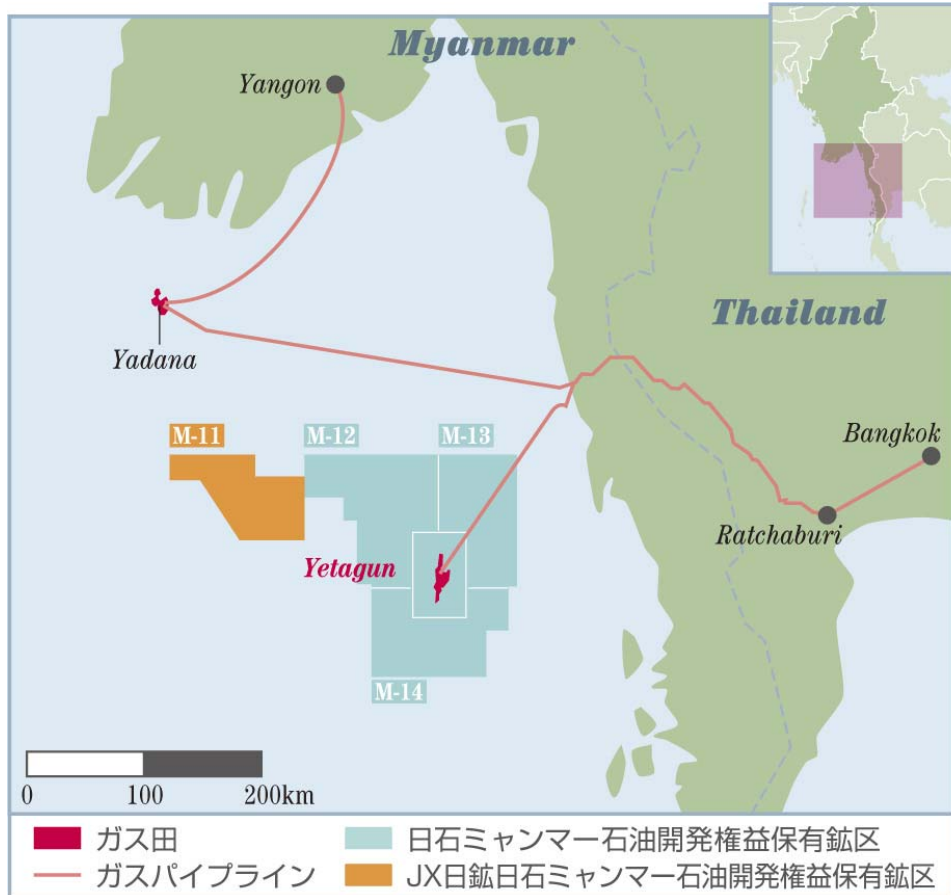 Myanmar
Yangon
Thailand
Yadana
M-11
M-12
M-13
Bangkok
Ratchaburi
Yetagun
M-14
0 100 200km
ガス田
日石ミャンマー石油開発権益保有鉱区
ガスパイプライン
JX日鉱日石ミャンマー石油開発権益保有鉱区